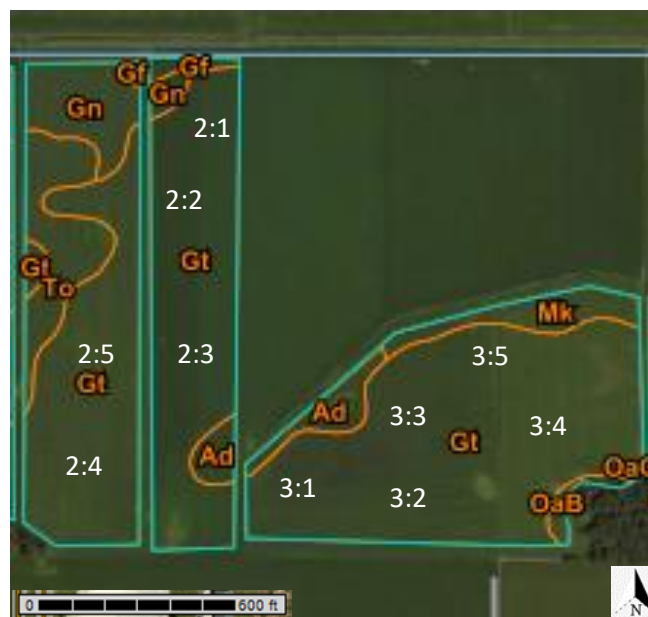 Gf
Gf
Gn
Gn
2:1
2:2
Gt
Gt
To
2:5
Gt
2:3
Mk
3:5
Ad
3:3
3:4
Gt
2:4
Ad
3:1
3:2
OaC
OaB
0 600 ft
N